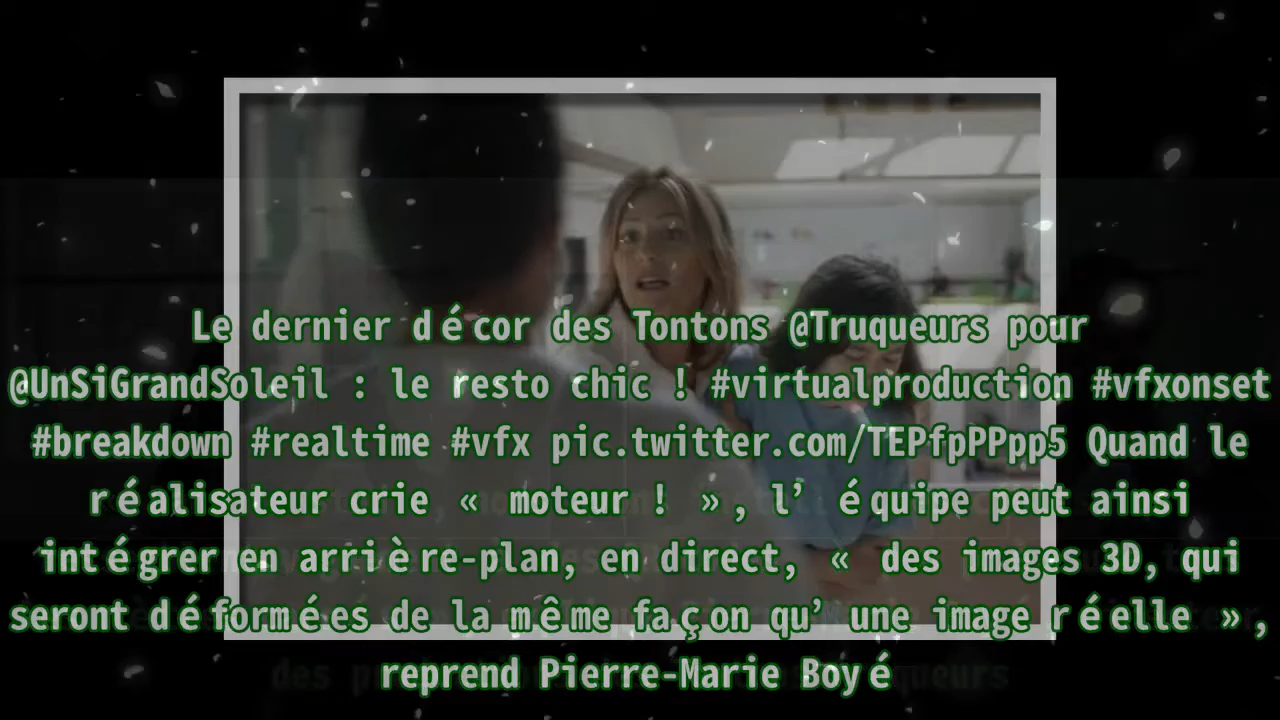 Le dernier décor des Tontons @Truqueurs pour
@UnSiGrandSoleil : le resto chic ! #virtualproduction #vfxonset
#breakdown #realtime #vfx pic.twitter.com/TEPfpPPpp5 Quand le
réalisateur crie « moteur ! », l’équipe peut ainsi
intégrer en arrière-plan, en direct, « des images 3D, qui
seront déformées de la même façon qu’une image réelle »,
reprend Pierre-Marie Boyé